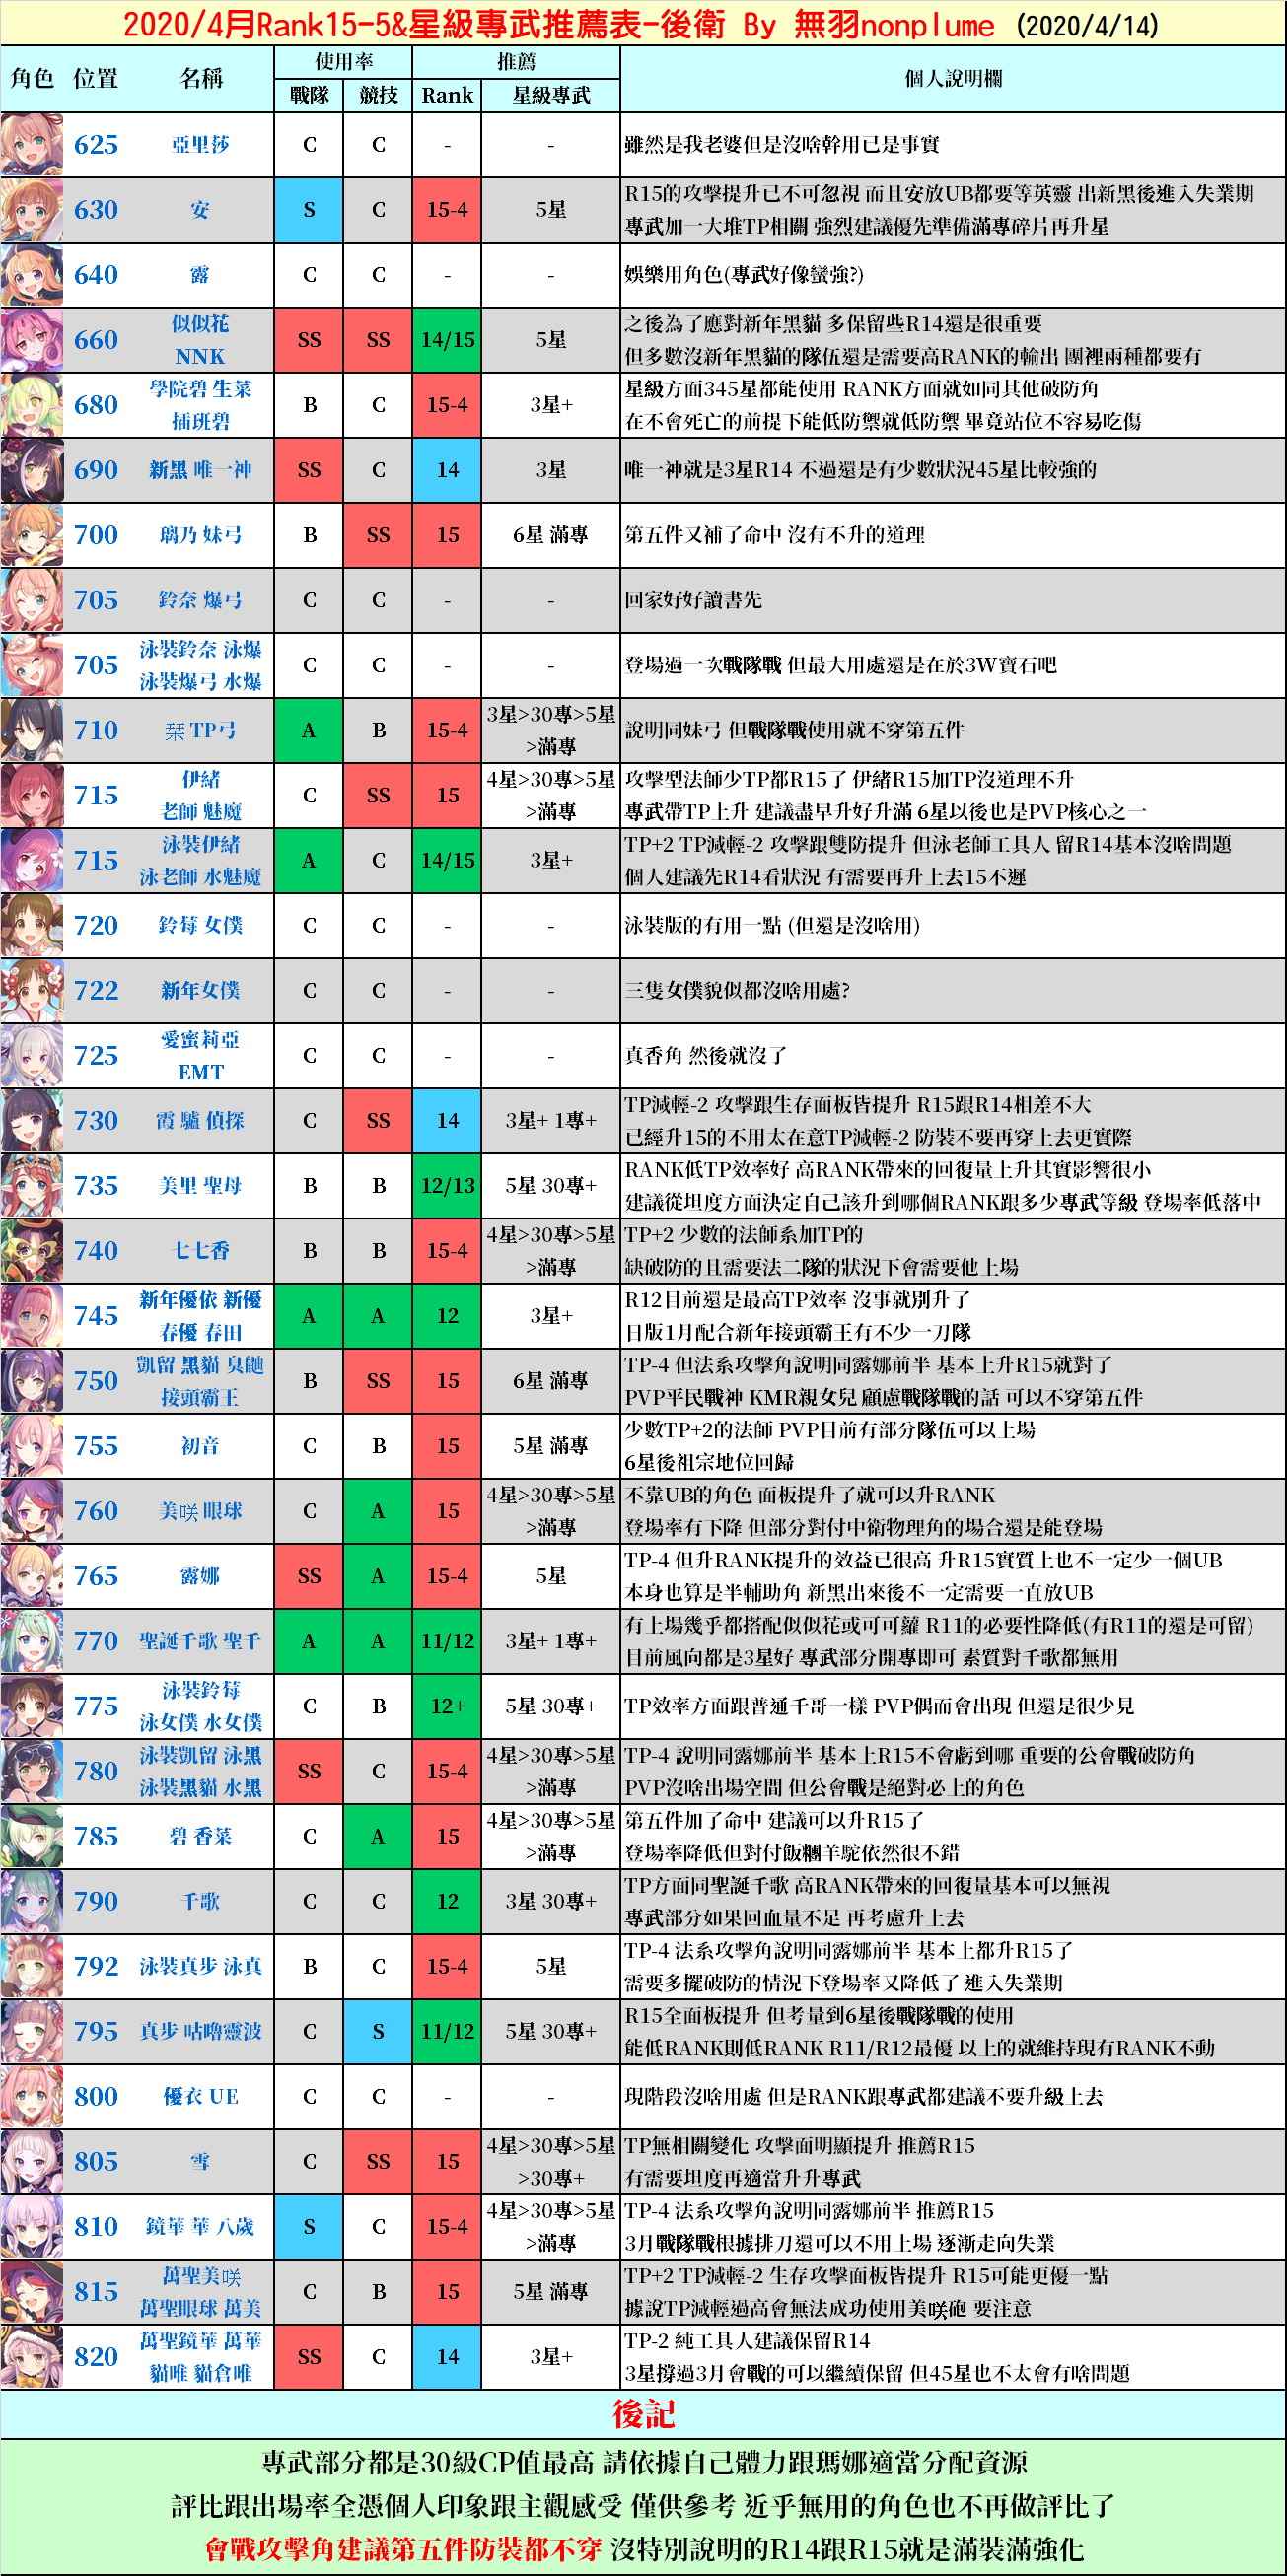 2020/4月Rank15-5&星級專武推薦表-後衛 By 無羽nonplume (2020/4/14)
角色 位置 名稱 使用率 推薦 個人說明欄
戰隊 競技 Rank 星級專武
625 亞里莎 C C - - 雖然是我老婆但是沒啥幹用已是事實
630 安 S C 15-4 5星 R15的攻擊提升已不可忽視 而且安放UB都要等英靈 出新黑後進入失業期
專武加一大堆TP相關 強烈建議優先準備滿專碎片再升星
640 露 C C - - 娛樂用角色(專武好像蠻強?)
660 似似花 NNK SS SS 14/15 5星 之後為了應對新年黑貓 多保留些R14還是很重要
但多數沒新年黑貓的隊伍還是需要高RANK的輸出 團裡兩種都要有
680 學院碧 生菜 插班碧 B C 15-4 3星+ 星級方面345星都能使用 RANK方面就如同其他破防角
在不會死亡的前提下能低防禦就低防禦 畢竟站位不容易吃傷
690 新黑 唯一神 SS C 14 3星 唯一神就是3星R14 不過還是有少數狀況45星比較強的
700 璃乃 妹弓 B SS 15 6星 滿專 第五件又補了命中 沒有不升的道理
705 鈴奈 爆弓 C C - - 回家好好讀書先
705 泳裝鈴奈 泳爆 泳裝爆弓 水爆 C C - - 登場過一次戰隊戰 但最大用處還是在於3W寶石吧
710 栞 TP弓 A B 15-4 3星>30專>5星>滿專 說明同妹弓 但戰隊戰使用就不穿第五件
715 伊緒 老師 魅魔 C SS 15 4星>30專>5星>滿專 攻擊型法師少TP都R15了 伊緒R15加TP沒道理不升
專武帶TP上升 建議盡早升好升滿 6星以後也是PVP核心之一
715 泳裝伊緒 泳老師 水魅魔 A C 14/15 3星+ TP+2 TP減輕-2 攻擊跟雙防提升 但泳老師工具人 留R14基本沒啥問題
個人建議先R14看狀況 有需要再升上去15不遲
720 鈴莓 女僕 C C - - 泳裝版的有用一點 (但還是沒啥用)
722 新年女僕 C C - - 三隻女僕貌似都沒啥用處?
725 愛蜜莉亞 EMT C C - - 真香角 然後就沒了
730 霞 驢 偵探 C SS 14 3星+ 1專+ TP減輕-2 攻擊跟生存面板皆提升 R15跟R14相差不大
已經升15的不用太在意TP減輕-2 防裝不要再穿上去更實際
735 美里 聖母 B B 12/13 5星 30專+ RANK低TP效率好 高RANK帶來的回復量上升其實影響很小
建議從坦度方面決定自己該升到哪個RANK跟多少專武等級 登場率低落中
740 七七香 B B 15-4 4星>30專>5星>滿專 TP+2 少數的法師系加TP的
缺破防的且需要法二隊的狀況下會需要他上場
745 新年優依 新優 春優 春田 A A 12 3星+ R12目前還是最高TP效率 沒事就別升了
日版1月配合新年接頭霸王有不少一刀隊
750 凱留 黑貓 臭鼬 接頭霸王 B SS 15 6星 滿專 TP-4 但法系攻擊角說明同露娜前半 基本上升R15就對了
PVP平民戰神 KMR親女兒 顧慮戰隊戰的話 可以不穿第五件
755 初音 C B 15 5星 滿專 少數TP+2的法師 PVP目前有部分隊伍可以上場
6星後祖宗地位回歸
760 美咲 眼球 C A 15 4星>30專>5星>滿專 不靠UB的角色 面板提升了就可以升RANK
登場率有下降 但部分對付中衛物理角的場合還是能登場
765 露娜 SS A 15-4 5星 TP-4 但升RANK提升的效益已很高 升R15實質上也不一定少一個UB
本身也算是半輔助角 新黑出來後不一定需要一直放UB
770 聖誕千歌 聖千 A A 11/12 3星+ 1專+ 有上場幾乎都搭配似似花或可可蘿 R11的必要性降低(有R11的還是可留)
目前風向都是3星好 專武部分開專即可 素質對千歌都無用
775 泳裝鈴莓 泳女僕 水女僕 C B 12+ 5星 30專+ TP效率方面跟普通千哥一樣 PVP偶而會出現 但還是很少見
780 泳裝凱留 泳黑 泳裝黑貓 水黑 SS C 15-4 4星>30專>5星>滿專 TP-4 說明同露娜前半 基本上R15不會虧到哪 重要的公會戰破防角
PVP沒啥出場空間 但公會戰是絕對必上的角色
785 碧 香菜 C A 15 4星>30專>5星>滿專 第五件加了命中 建議可以升R15了
登場率降低但對付飯糰羊駝依然很不錯
790 千歌 C C 12 3星 30專+ TP方面同聖誕千歌 高RANK帶來的回復量基本可以無視
專武部分如果回血量不足 再考慮升上去
792 泳裝真步 泳真 B C 15-4 5星 TP-4 法系攻擊角說明同露娜前半 基本上都升R15了
需要多擺破防的情況下登場率又降低了 進入失業期
795 真步 咕嚕靈波 C S 11/12 5星 30專+ R15全面板提升 但考量到6星後戰隊戰的使用
能低RANK則低RANK R11/R12最優 以上的就維持現有RANK不動
800 優衣 UE C C - - 現階段沒啥用處 但是RANK跟專武都建議不要升級上去
805 雪 C SS 15 4星>30專>5星>30專+ TP無相關變化 攻擊面明顯提升 推薦R15
有需要坦度再適當升升專武
810 鏡華 華 八歲 S C 15-4 4星>30專>5星>滿專 TP-4 法系攻擊角說明同露娜前半 推薦R15
3月戰隊戰根據排刀還可以不用上場 逐漸走向失業
815 萬聖美咲 萬聖眼球 萬美 C B 15 5星 滿專 TP+2 TP減輕-2 生存攻擊面板皆提升 R15可能更優一點
據說TP減輕過高會無法成功使用美咲砲 要注意
820 萬聖鏡華 萬華 貓唯 貓倉唯 SS C 14 3星+ TP-2 純工具人建議保留R14
3星撐過3月會戰的可以繼續保留 但45星也不太會有啥問題
後記
專武部分都是30級CP值最高 請依據自己體力跟瑪娜適當分配資源
評比跟出場率全憑個人印象跟主觀感受 僅供參考 近乎無用的角色也不再做評比了
會戰攻擊角建議第五件防裝都不穿 沒特別說明的R14跟R15就是滿裝滿強化